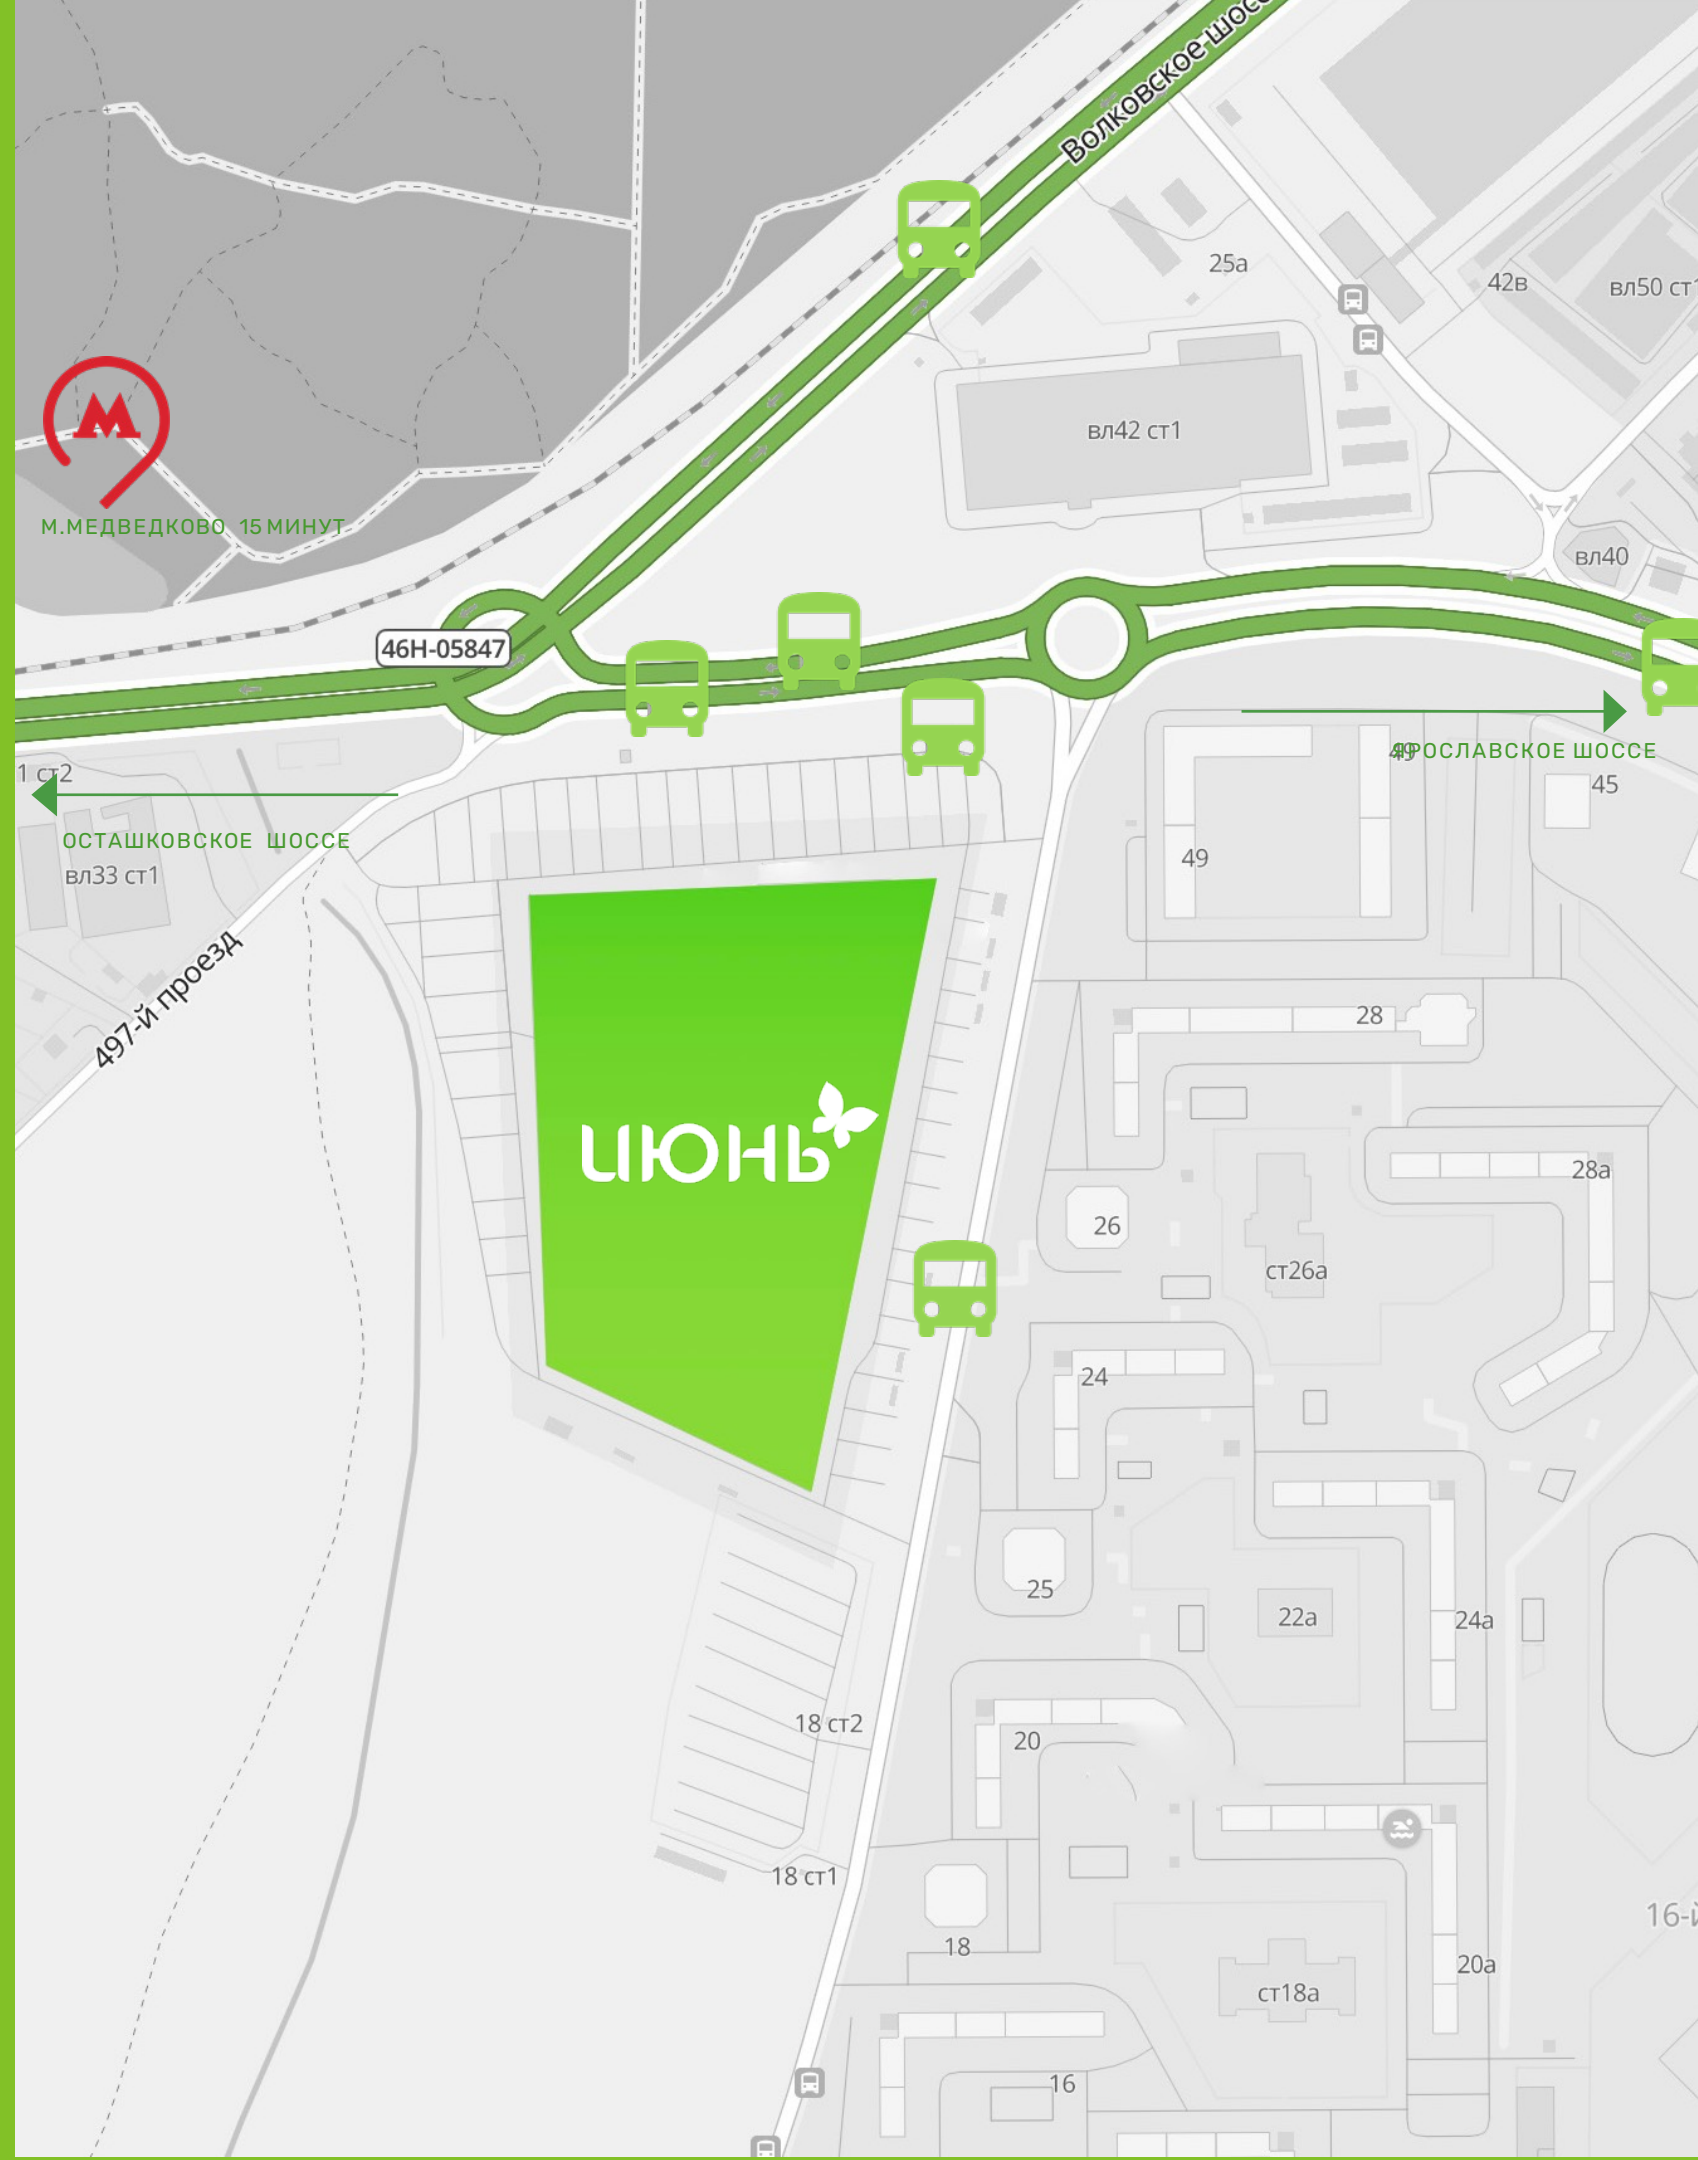 Волковское шоссе
25а
42в
вл50 ст1
вл42 ст1
М.МЕДВЕДКОВО 15 МИНУТ
вл40
46Н-05847
49
ЯРОСЛАВСКОЕ ШОССЕ
1 ст2
45
ОСТАШКОВСКОЕ ШОССЕ
вл33 ст1
49
497-й проезд
28
июнь
28а
26
ст26а
24
25
22а
24а
18 ст2
20
18 ст1
16-й
18
20а
ст18а
16